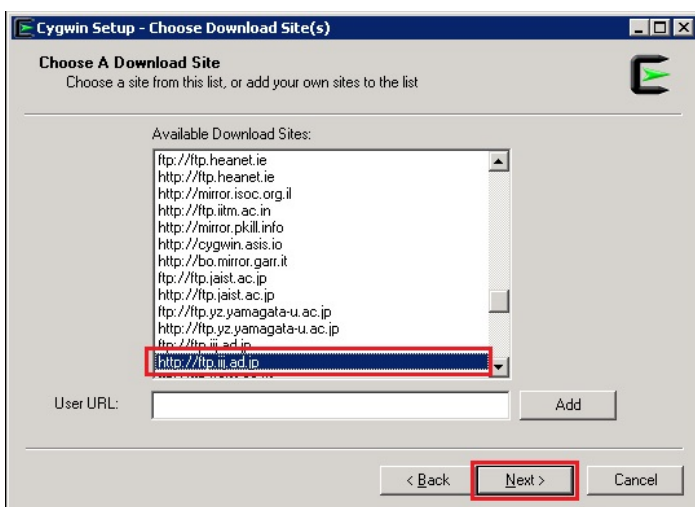 Cygwin Setup - Choose Download Site(s)
Choose A Download Site
Choose a site from this list, or add your own sites to the list
Available Download Sites:
ftp://ftp.heanet.ie
http://ftp.heanet.ie
http://mirror.isoc.org.il
http://ftp.iitm.ac.in
http://mirror.pkill.info
http://cygwin.asis.io
http://bo.mirror.garr.it
ftp://ftp.jaist.ac.jp
http://ftp.jaist.ac.jp
ftp://ftp.yz.yamagata-u.ac.jp
http://ftp.yz.yamagata-u.ac.jp
ftp://ftp.iij.ad.jp
http://ftp.iij.ad.jp
User URL:
Add
< Back
Next >
Cancel